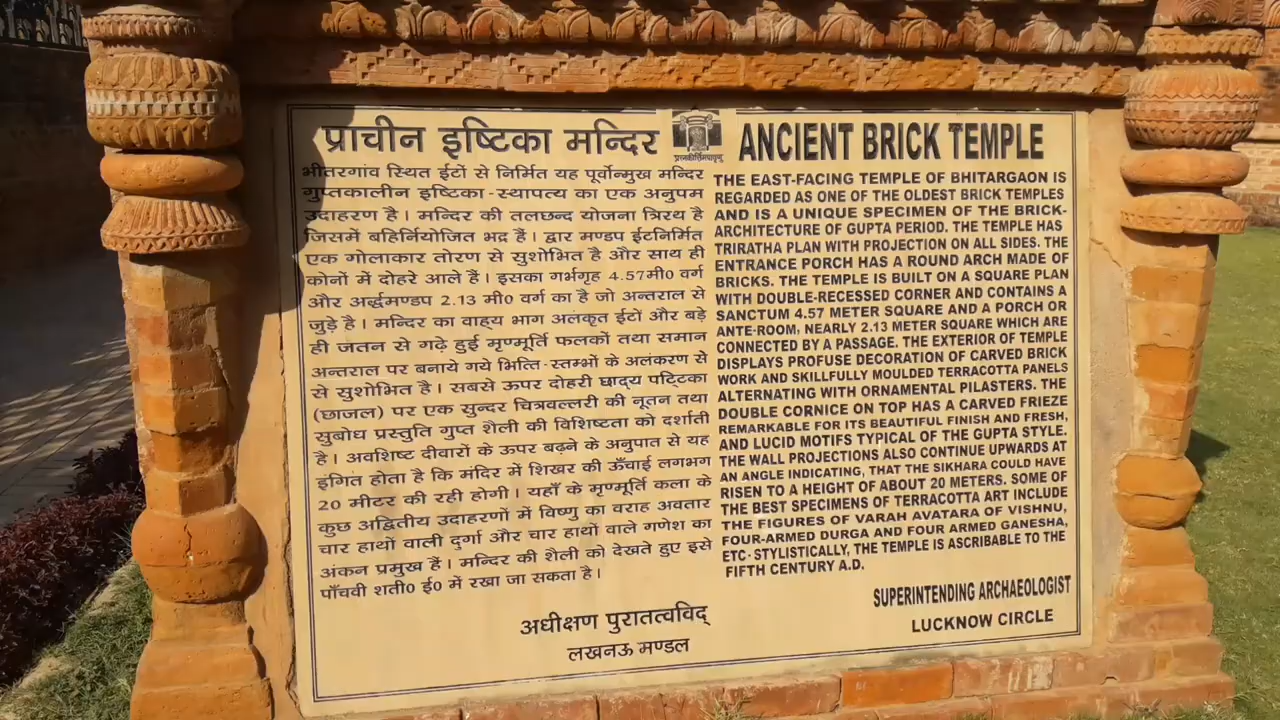 प्राचीन इष्टिका मन्दिर
भीतरगांव स्थित ईटों से निर्मित यह पूर्वोन्मुख मन्दिर
गुप्तकालीन इष्टिका-स्थापत्य का एक अनुपम
उदाहरण है। मन्दिर की तलछन्द योजना त्रिरथ है
जिसमें बहिर्नियोजित भद्र हैं। द्वार मण्डप ईटनिर्मित
एक गोलाकार तोरण से सुशोभित है और साथ ही
कोनों में दोहरे आले हैं। इसका गर्भगृह 4.57मी0 वर्ग
और अर्द्धमण्डप 2.13 मी0 वर्ग का है जो अन्तराल से
जुड़े है। मन्दिर का वाह्य भाग अलंकृत ईटों और बड़े
ही जतन से गढ़े हुई मृण्मूर्ति फलकों तथा समान
अन्तराल पर बनाये गये भित्ति-स्तम्भों के अलंकरण से
से सुशोभित है। सबसे ऊपर दोहरी छाद्य पट्टिका
(छाजल) पर एक सुन्दर चित्रवल्लरी की नूतन तथा
सुबोध प्रस्तुति गुप्त शैली की विशिष्टता को दर्शाती
है। अवशिष्ट दीवारों के ऊपर बढ़ने के अनुपात से यह
इंगित होता है कि मंदिर में शिखर की ऊँचाई लगभग
20 मीटर की रही होगी। यहाँ के मृण्मूर्ति कला के
कुछ अद्वितीय उदाहरणों में विष्णु का वराह अवतार
चार हाथों वाली दुर्गा और चार हाथों वाले गणेश का
अंकन प्रमुख हैं। मन्दिर की शैली को देखते हुए इसे
पाँचवी शती0 ई0 में रखा जा सकता है।
अधीक्षण पुरातत्वविद्
लखनऊ मण्डल
ANCIENT BRICK TEMPLE
THE EAST-FACING TEMPLE OF BHITARGAON IS
REGARDED AS ONE OF THE OLDEST BRICK TEMPLES
AND IS A UNIQUE SPECIMEN OF THE BRICK-
ARCHITECTURE OF GUPTA PERIOD. THE TEMPLE HAS
TRIRATHA PLAN WITH PROJECTION ON ALL SIDES. THE
ENTRANCE PORCH HAS A ROUND ARCH MADE OF
BRICKS. THE TEMPLE IS BUILT ON A SQUARE PLAN
WITH DOUBLE-RECESSED CORNER AND CONTAINS A
SANCTUM 4.57 METER SQUARE AND A PORCH OR
ANTE-ROOM, NEARLY 2.13 METER SQUARE WHICH ARE
CONNECTED BY A PASSAGE. THE EXTERIOR OF TEMPLE
DISPLAYS PROFUSE DECORATION OF CARVED BRICK
WORK AND SKILLFULLY MOULDED TERRACOTTA PANELS
ALTERNATING WITH ORNAMENTAL PILASTERS. THE
DOUBLE CORNICE ON TOP HAS A CARVED FRIEZE
REMARKABLE FOR ITS BEAUTIFUL FINISH AND FRESH,
AND LUCID MOTIFS TYPICAL OF THE GUPTA STYLE.
THE WALL PROJECTIONS ALSO CONTINUE UPWARDS AT
AN ANGLE INDICATING, THAT THE SIKHARA COULD HAVE
RISEN TO A HEIGHT OF ABOUT 20 METERS. SOME OF
THE BEST SPECIMENS OF TERRACOTTA ART INCLUDE
THE FIGURES OF VARAH AVATARA OF VISHNU,
FOUR-ARMED DURGA AND FOUR ARMED GANESHA,
ETC. STYLISTICALLY, THE TEMPLE IS ASCRIBABLE TO THE
FIFTH CENTURY A.D.
SUPERINTENDING ARCHAEOLOGIST
LUCKNOW CIRCLE